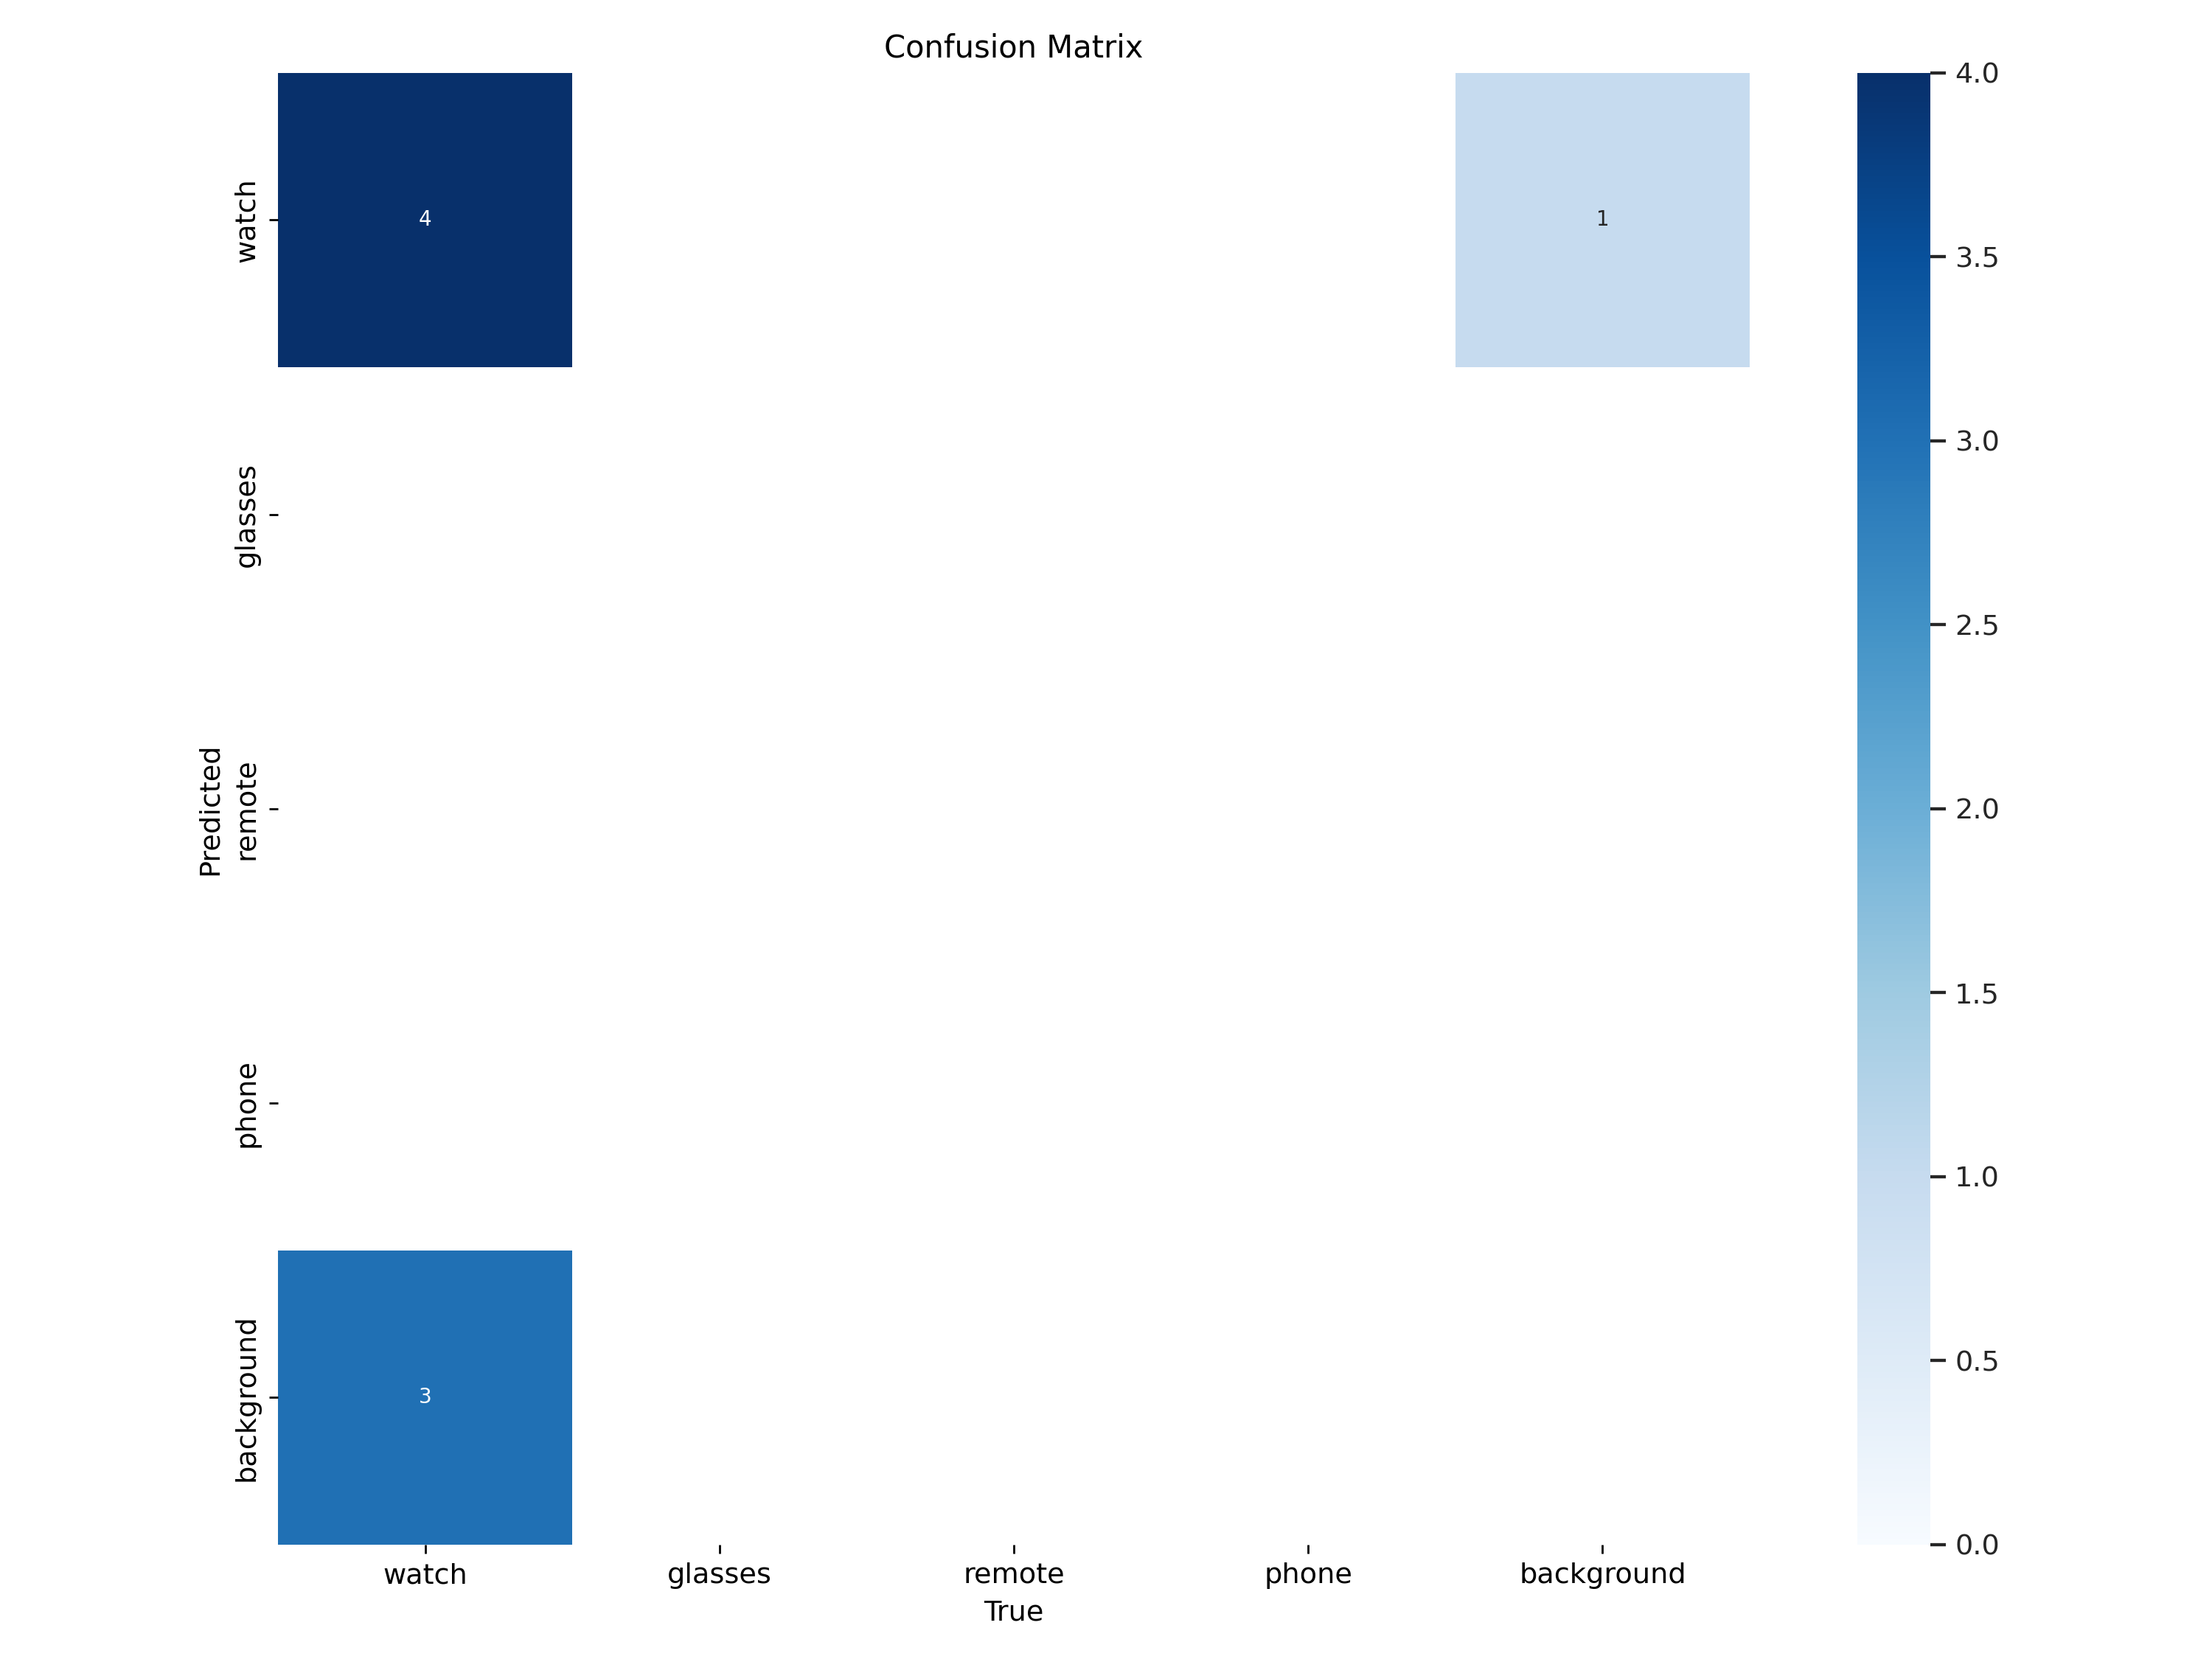 Confusion Matrix
watch
glasses
remote
phone
background
Predicted
4
1
3
watch
glasses
remote
phone
background
True
4.0
3.5
3.0
2.5
2.0
1.5
1.0
0.5
0.0